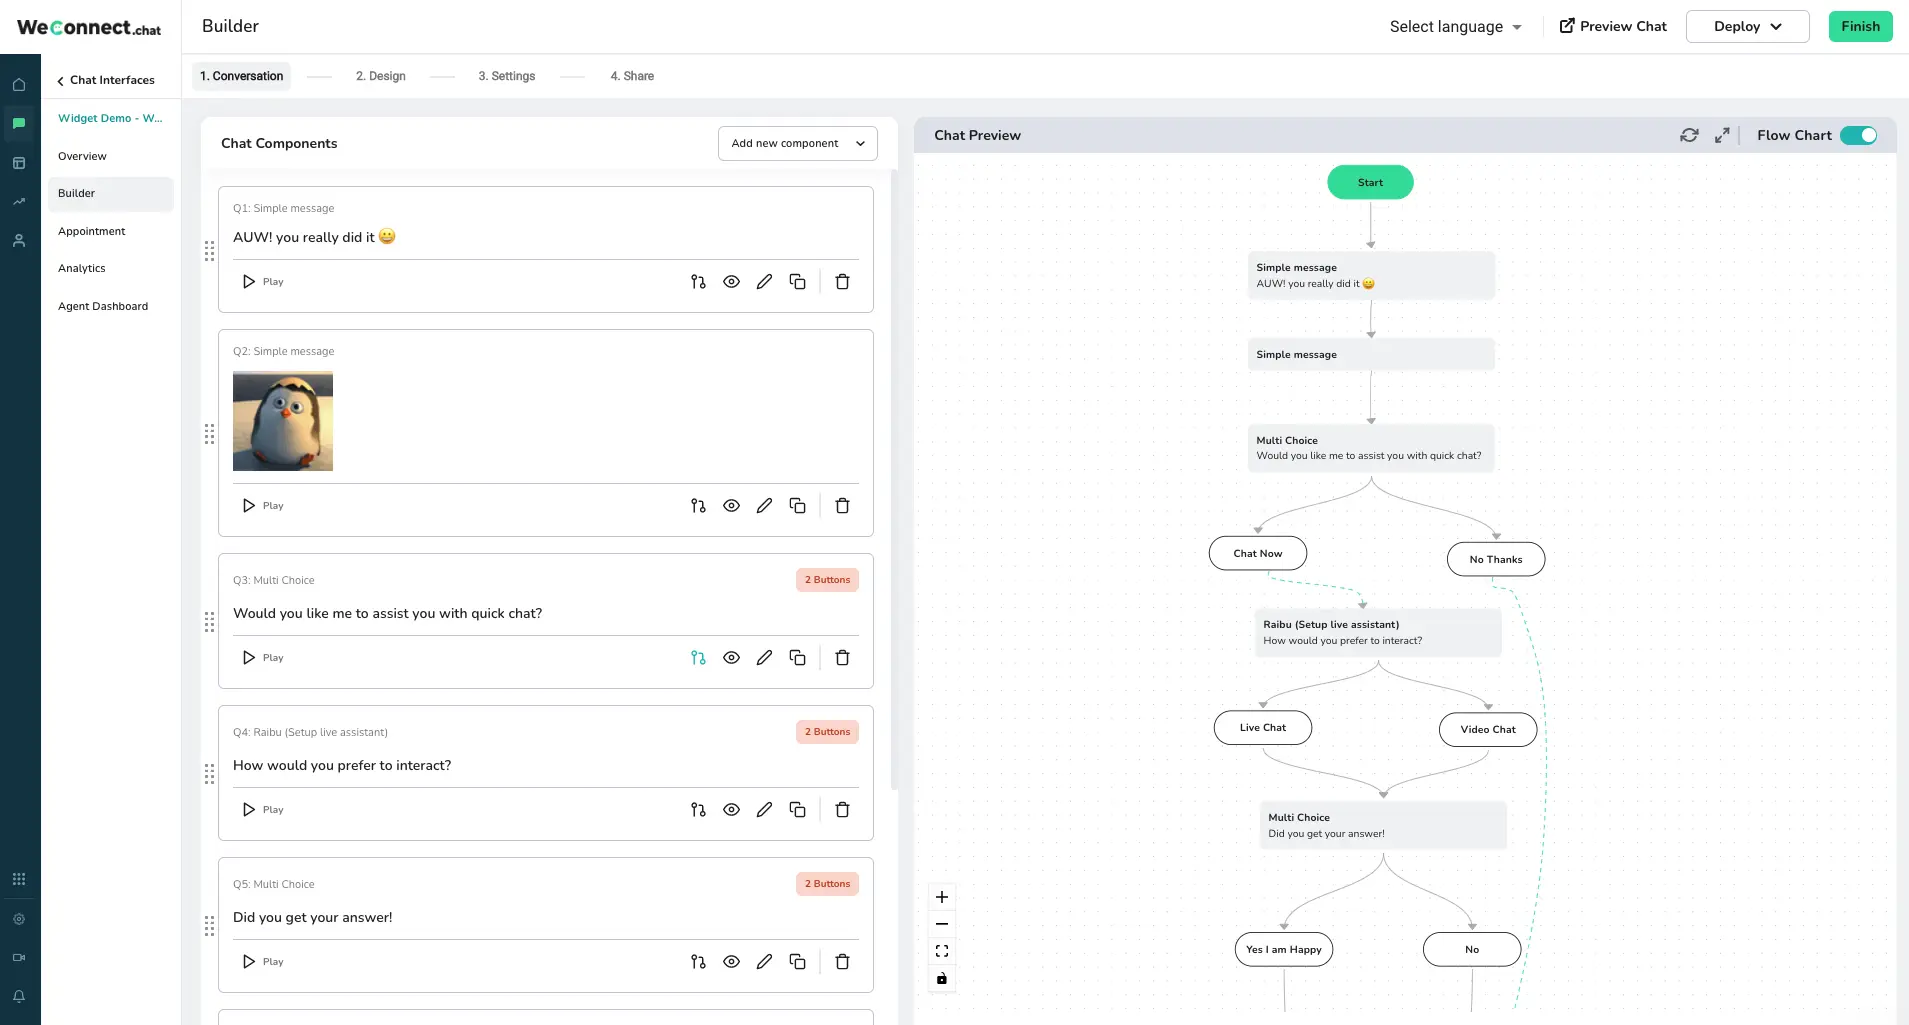 WeConnect.chat
Builder
Select language
Preview Chat
Deploy
Finish
Chat Interfaces
Widget Demo - W...
Overview
Builder
Appointment
Analytics
Agent Dashboard
1. Conversation
2. Design
3. Settings
4. Share
Chat Components
Add new component
Q1: Simple message
AUW! you really did it 😀
Play
Q2: Simple message
Play
Q3: Multi Choice
2 Buttons
Would you like me to assist you with quick chat?
Play
Q4: Raibu (Setup live assistant)
2 Buttons
How would you prefer to interact?
Play
Q5: Multi Choice
2 Buttons
Did you get your answer!
Play
Chat Preview
Flow Chart
Start
Simple message
AUW! you really did it 😀
Simple message
Multi Choice
Would you like me to assist you with quick chat?
Chat Now
No Thanks
Raibu (Setup live assistant)
How would you prefer to interact?
Live Chat
Video Chat
Multi Choice
Did you get your answer!
Yes I am Happy
No